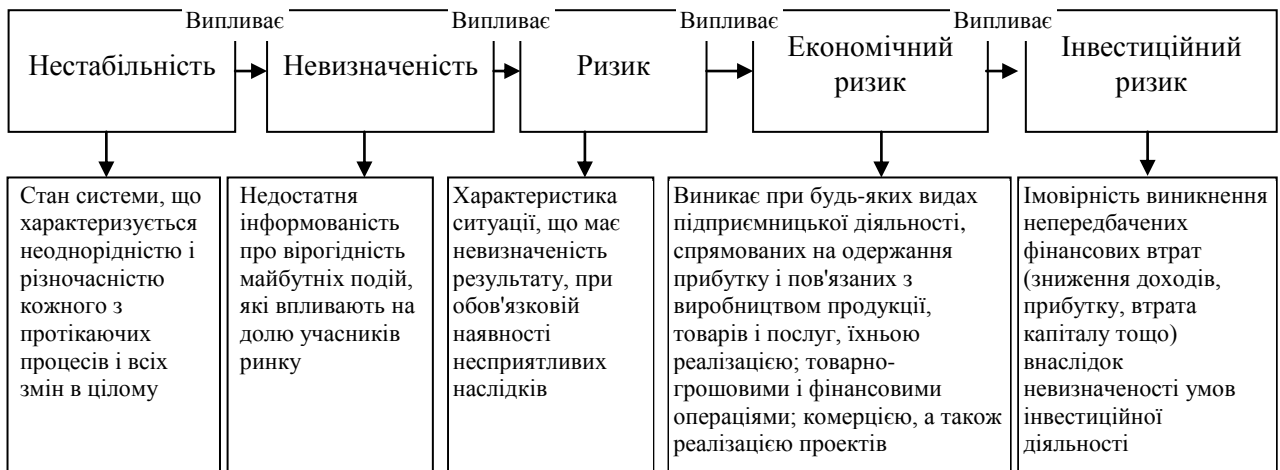 Випливає
Випливає
Випливає
Випливає
Нестабільність
Невизначеність
Ризик
Економічний
ризик
Інвестиційний
ризик
Стан системи, що
характеризується
неоднорідністю і
різночасністю
кожного з
протікаючих
процесів і всіх
змін в цілому
Недостатня
інформованість
про вірогідність
майбутніх подій,
які впливають на
долю учасників
ринку
Характеристика
ситуації, що має
невизначеність
результату, при
обов'язковій
наявності
несприятливих
наслідків
Виникає при будь-яких видах
підприємницької діяльності,
спрямованих на одержання
прибутку і пов'язаних з
виробництвом продукції,
товарів і послуг, їхньою
реалізацією; товарно-
грошовими і фінансовими
операціями; комерцією, а також
реалізацією проектів
Імовірність виникнення
непередбачених
фінансових втрат
(зниження доходів,
прибутку, втрата
капіталу тощо)
внаслідок
невизначеності умов
інвестиційної
діяльності